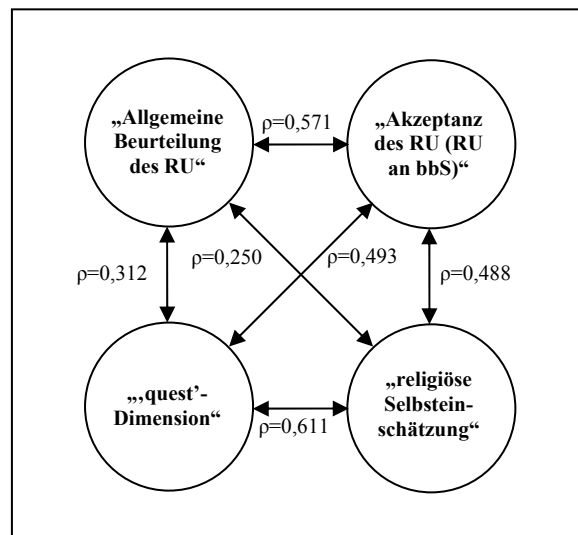 „Allgemeine
Beurteilung
des RU“
ρ=0,571
„Akzeptanz
des RU (RU
an bbS)“
ρ=0,312
ρ=0,250
ρ=0,493
ρ=0,488
„‚quest’-
Dimension“
ρ=0,611
„religiöse
Selbstein-
schätzung“